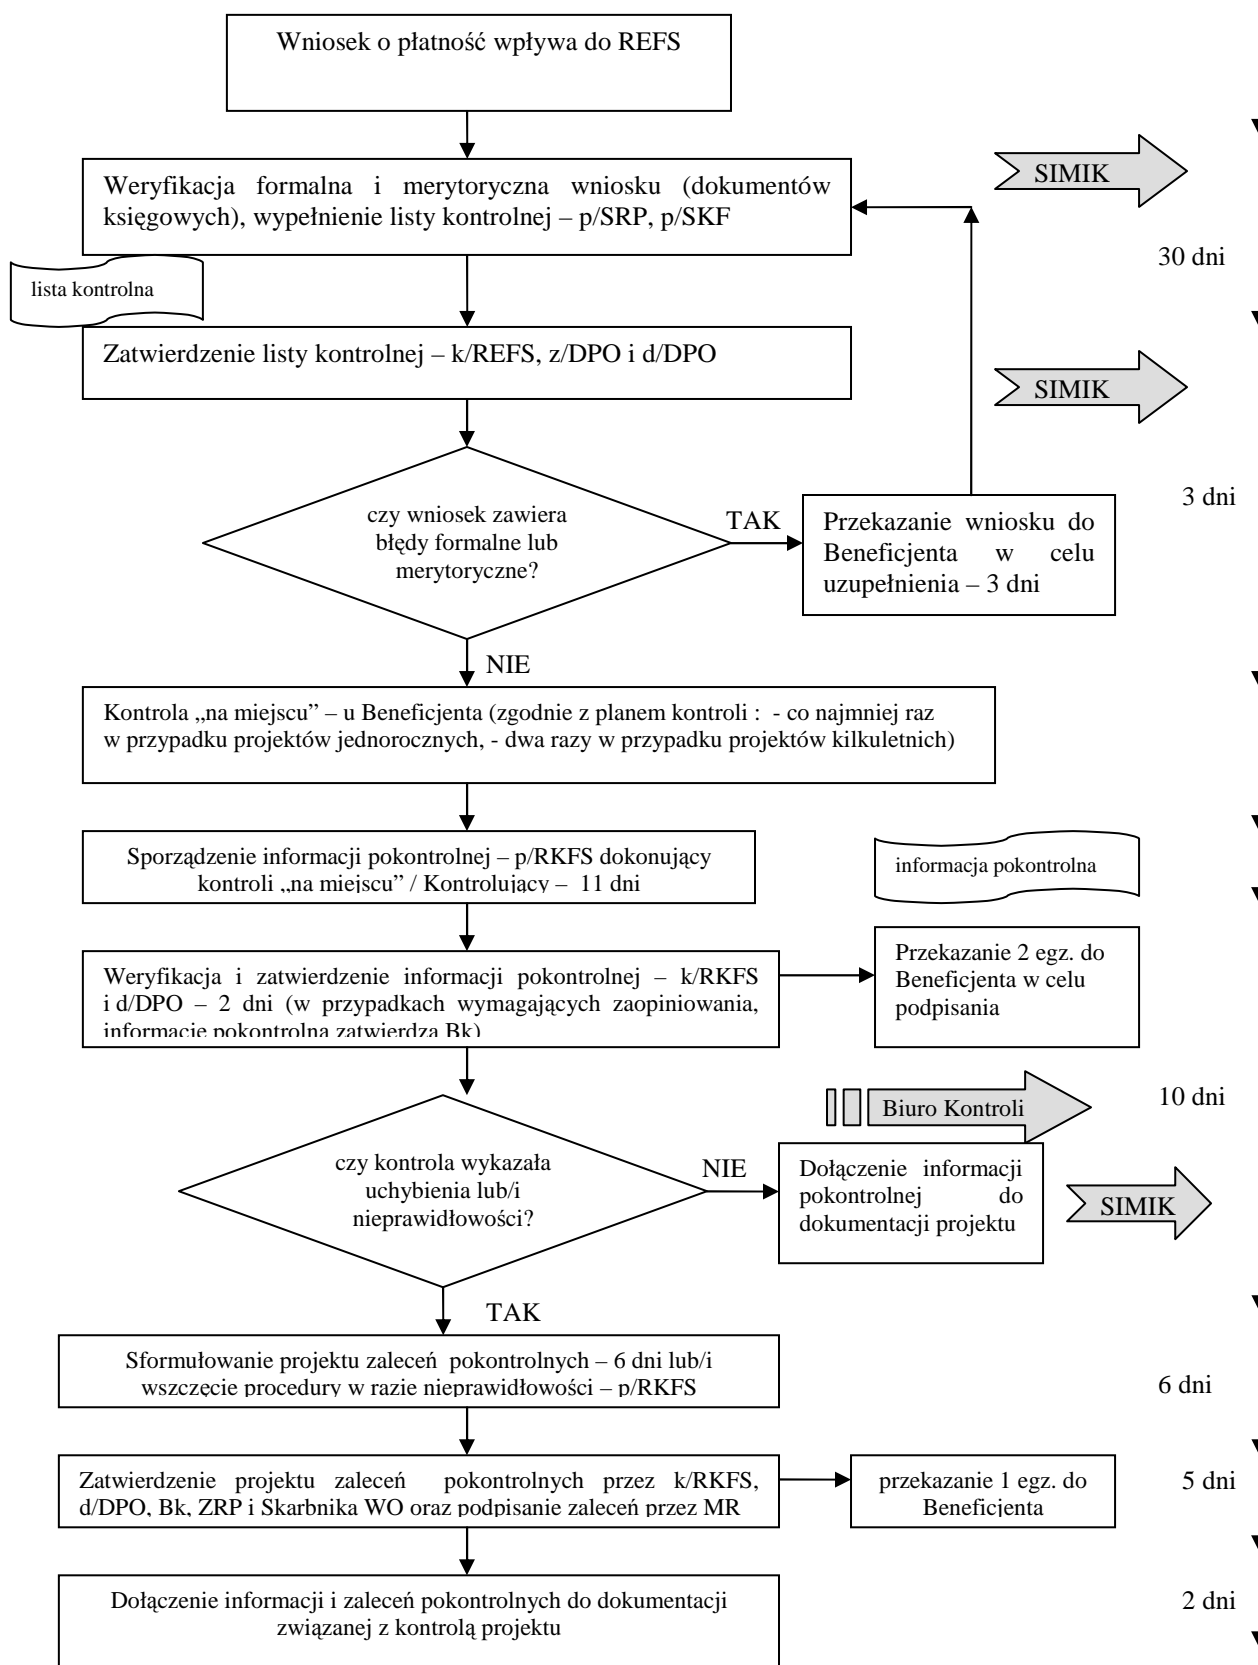 Wniosek o płatność wpływa do REFS
SIMIK
Weryfikacja formalna i merytoryczna wniosku (dokumentów
księgowych), wypełnienie listy kontrolnej – p/SRP, p/SKF
30 dni
lista kontrolna
Zatwierdzenie listy kontrolnej – k/REFS, z/DPO i d/DPO
SIMIK
3 dni
czy wniosek zawiera
błędy formalne lub
merytoryczne?
TAK
Przekazanie wniosku do
Beneficjenta w celu
uzupełnienia – 3 dni
NIE
Kontrola „na miejscu” – u Beneficjenta (zgodnie z planem kontroli : - co najmniej raz
w przypadku projektów jednorocznych, - dwa razy w przypadku projektów kilkuletnich)
Sporządzenie informacji pokontrolnej – p/RKFS dokonujący
kontroli „na miejscu” / Kontrolujący – 11 dni
informacja pokontrolna
Weryfikacja i zatwierdzenie informacji pokontrolnej – k/RKFS
i d/DPO – 2 dni (w przypadkach wymagających zaopiniowania,
informację pokontrolną zatwierdza Bk)
Przekazanie 2 egz. do
Beneficjenta w celu
podpisania
Biuro Kontroli
10 dni
czy kontrola wykazała
uchybienia lub/i
nieprawidłowości?
NIE
Dołączenie informacji
pokontrolnej do
dokumentacji projektu
SIMIK
TAK
Sformułowanie projektu zaleceń pokontrolnych – 6 dni lub/i
wszczęcie procedury w razie nieprawidłowości – p/RKFS
6 dni
Zatwierdzenie projektu zaleceń pokontrolnych przez k/RKFS,
d/DPO, Bk, ZRP i Skarbnika WO oraz podpisanie zaleceń przez MR
przekazanie 1 egz. do
Beneficjenta
5 dni
Dołączenie informacji i zaleceń pokontrolnych do dokumentacji
związanej z kontrolą projektu
2 dni